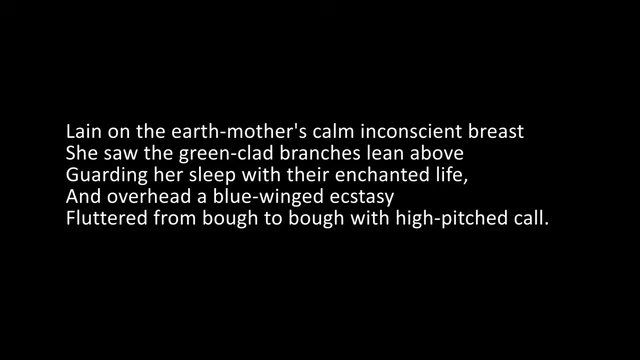 Lain on the earth-mother's calm inconscient breast
She saw the green-clad branches lean above
Guarding her sleep with their enchanted life,
And overhead a blue-winged ecstasy
Fluttered from bough to bough with high-pitched call.